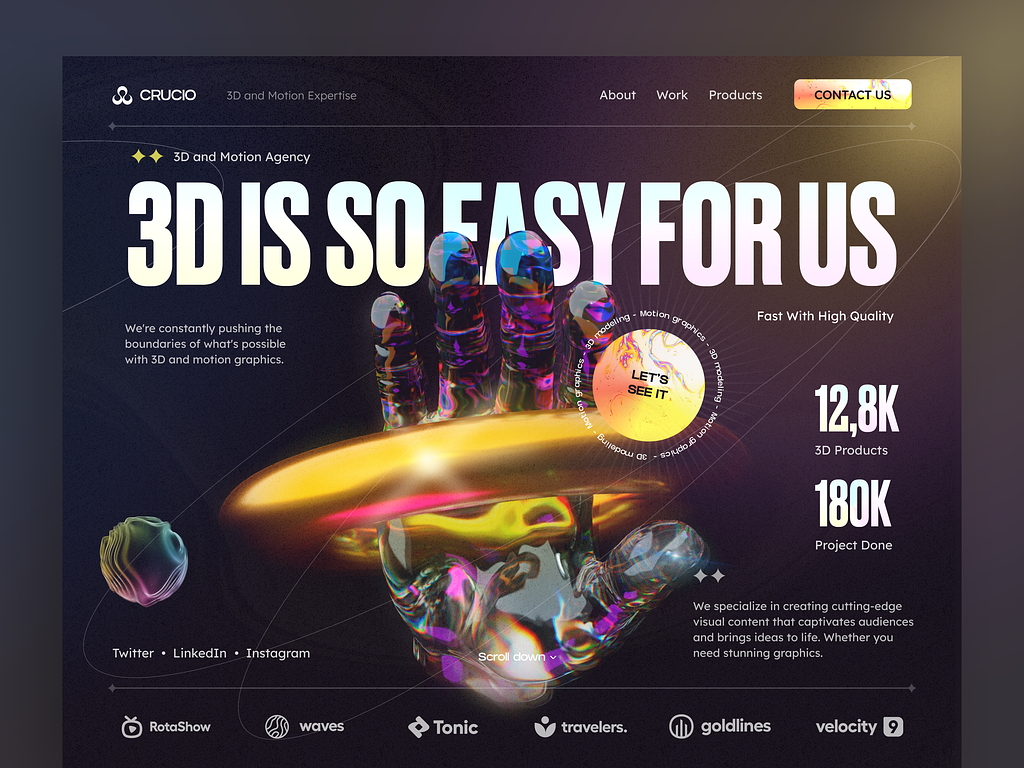 CRUCIO
3D and Motion Expertise
About
Work
Products
CONTACT US
3D and Motion Agency
3D IS SO EASY FOR US
We're constantly pushing the
boundaries of what's possible
with 3D and motion graphics.
Fast With High Quality
3D modeling - Motion graphics - 3D modeling - Motion graphics - 3D modeling - Motion graphics -
LET'S
SEE IT
12,8K
3D Products
180K
Project Done
We specialize in creating cutting-edge
visual content that captivates audiences
and brings ideas to life. Whether you
need stunning graphics.
Twitter • LinkedIn • Instagram
Scroll down
RotaShow
waves
Tonic
travelers.
goldlines
velocity 9